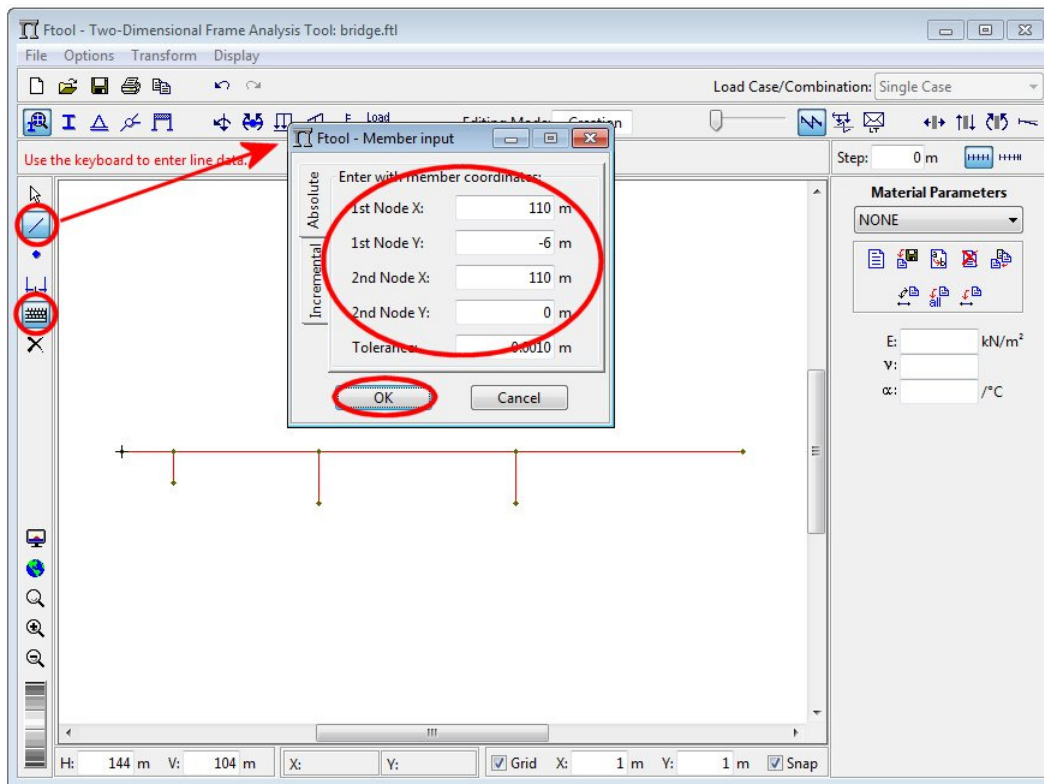 Ftool - Two-Dimensional Frame Analysis Tool: bridge.ftl
File Options Transform Display
Load Case/Combination: Single Case
Load
Use the keyboard to enter line data.
Step: 0 m
Ftool - Member input
Absolute
Incremental
Enter with member coordinates:
1st Node X: 110 m
1st Node Y: -6 m
2nd Node X: 110 m
2nd Node Y: 0 m
Tolerance: 0.0010 m
OK Cancel
Material Parameters
NONE
all
E: kN/m²
ν:
α: /°C
H: 144 m V: 104 m X: Y: Grid X: 1 m Y: 1 m Snap